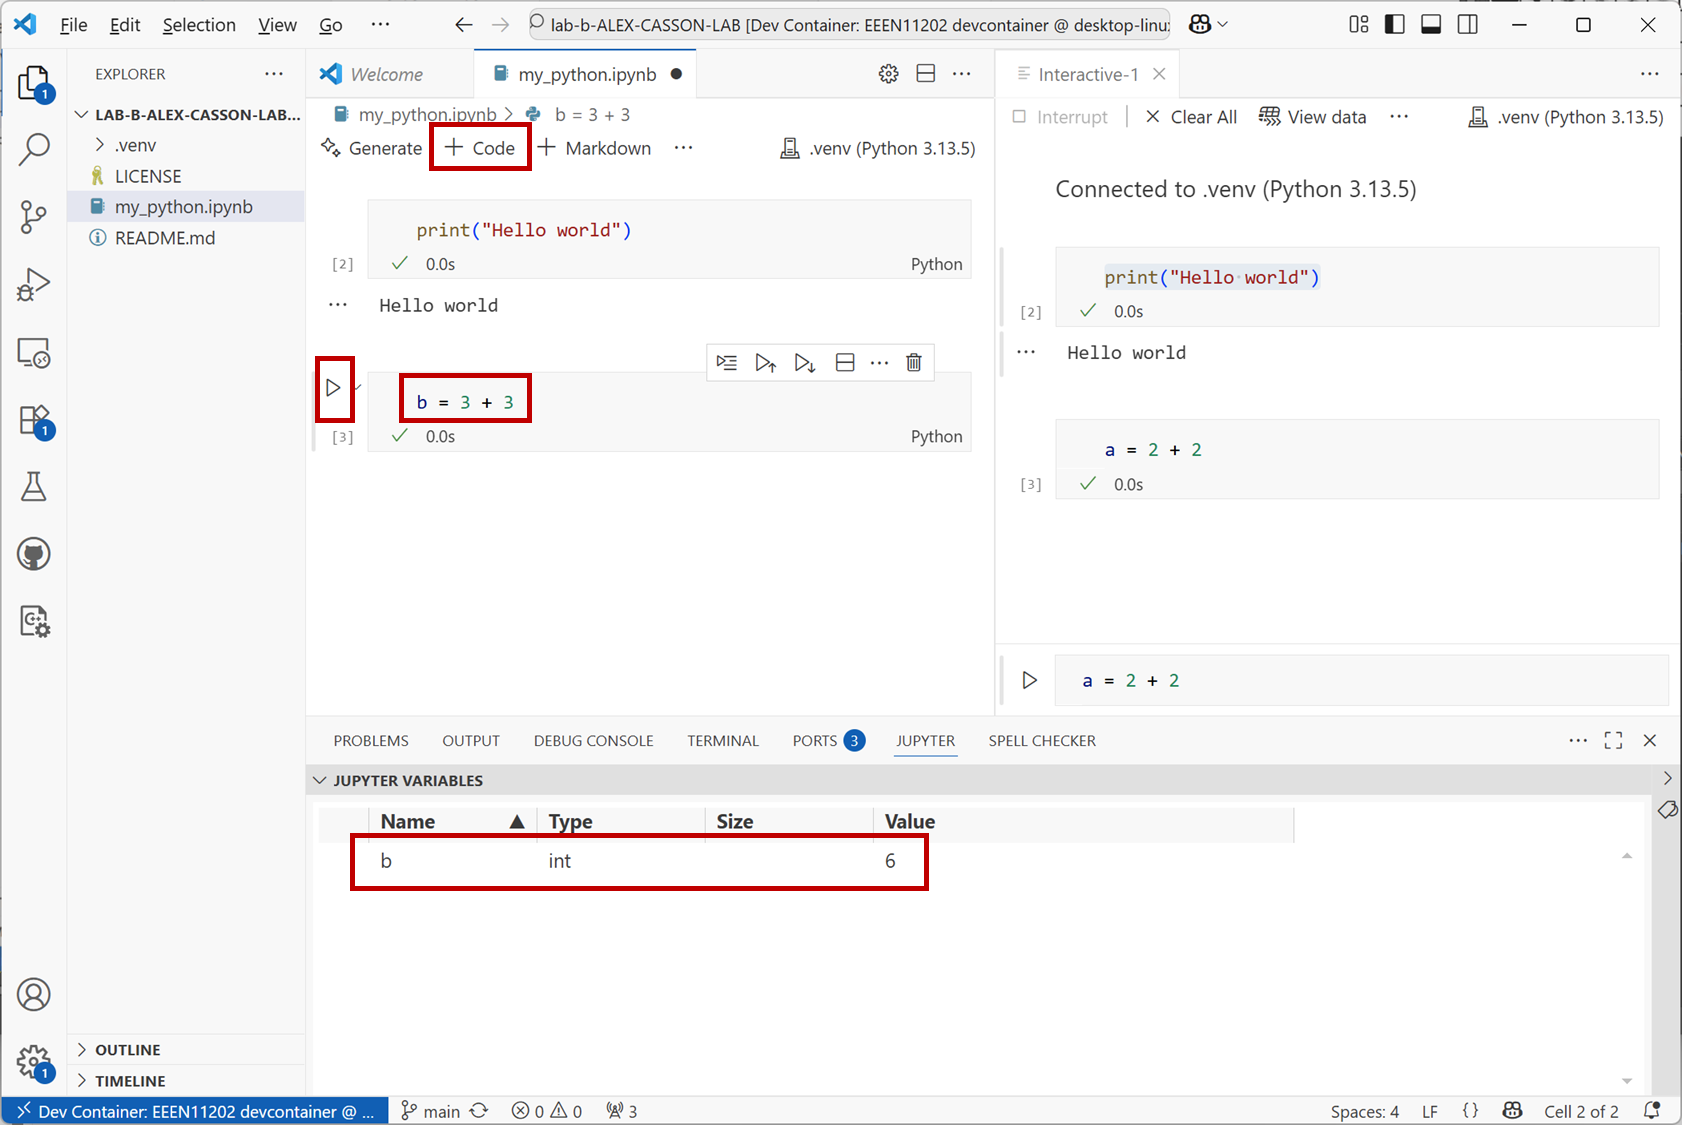 File Edit Selection View Go ··· lab-b-ALEX-CASSON-LAB [Dev Container: EEEN11202 devcontainer @ desktop-linux
EXPLORER ···
LAB-B-ALEX-CASSON-LAB...
.venv
LICENSE
my_python.ipynb
README.md
OUTLINE
TIMELINE
1
1
1
Welcome my_python.ipynb ●
my_python.ipynb > b = 3 + 3
Generate + Code + Markdown ··· .venv (Python 3.13.5)
print("Hello world")
[2] ✓ 0.0s Python
··· Hello world
b = 3 + 3
[3] ✓ 0.0s Python
Interactive-1
Interrupt Clear All View data ··· .venv (Python 3.13.5)
Connected to .venv (Python 3.13.5)
print("Hello·world")
[2] ✓ 0.0s
··· Hello world
a = 2 + 2
[3] ✓ 0.0s
a = 2 + 2
PROBLEMS OUTPUT DEBUG CONSOLE TERMINAL PORTS 3 JUPYTER SPELL CHECKER
JUPYTER VARIABLES
Name ▲ Type Size Value
b int 6
Dev Container: EEEN11202 devcontainer @ ... main 0 0 3 Spaces: 4 LF {} Cell 2 of 2